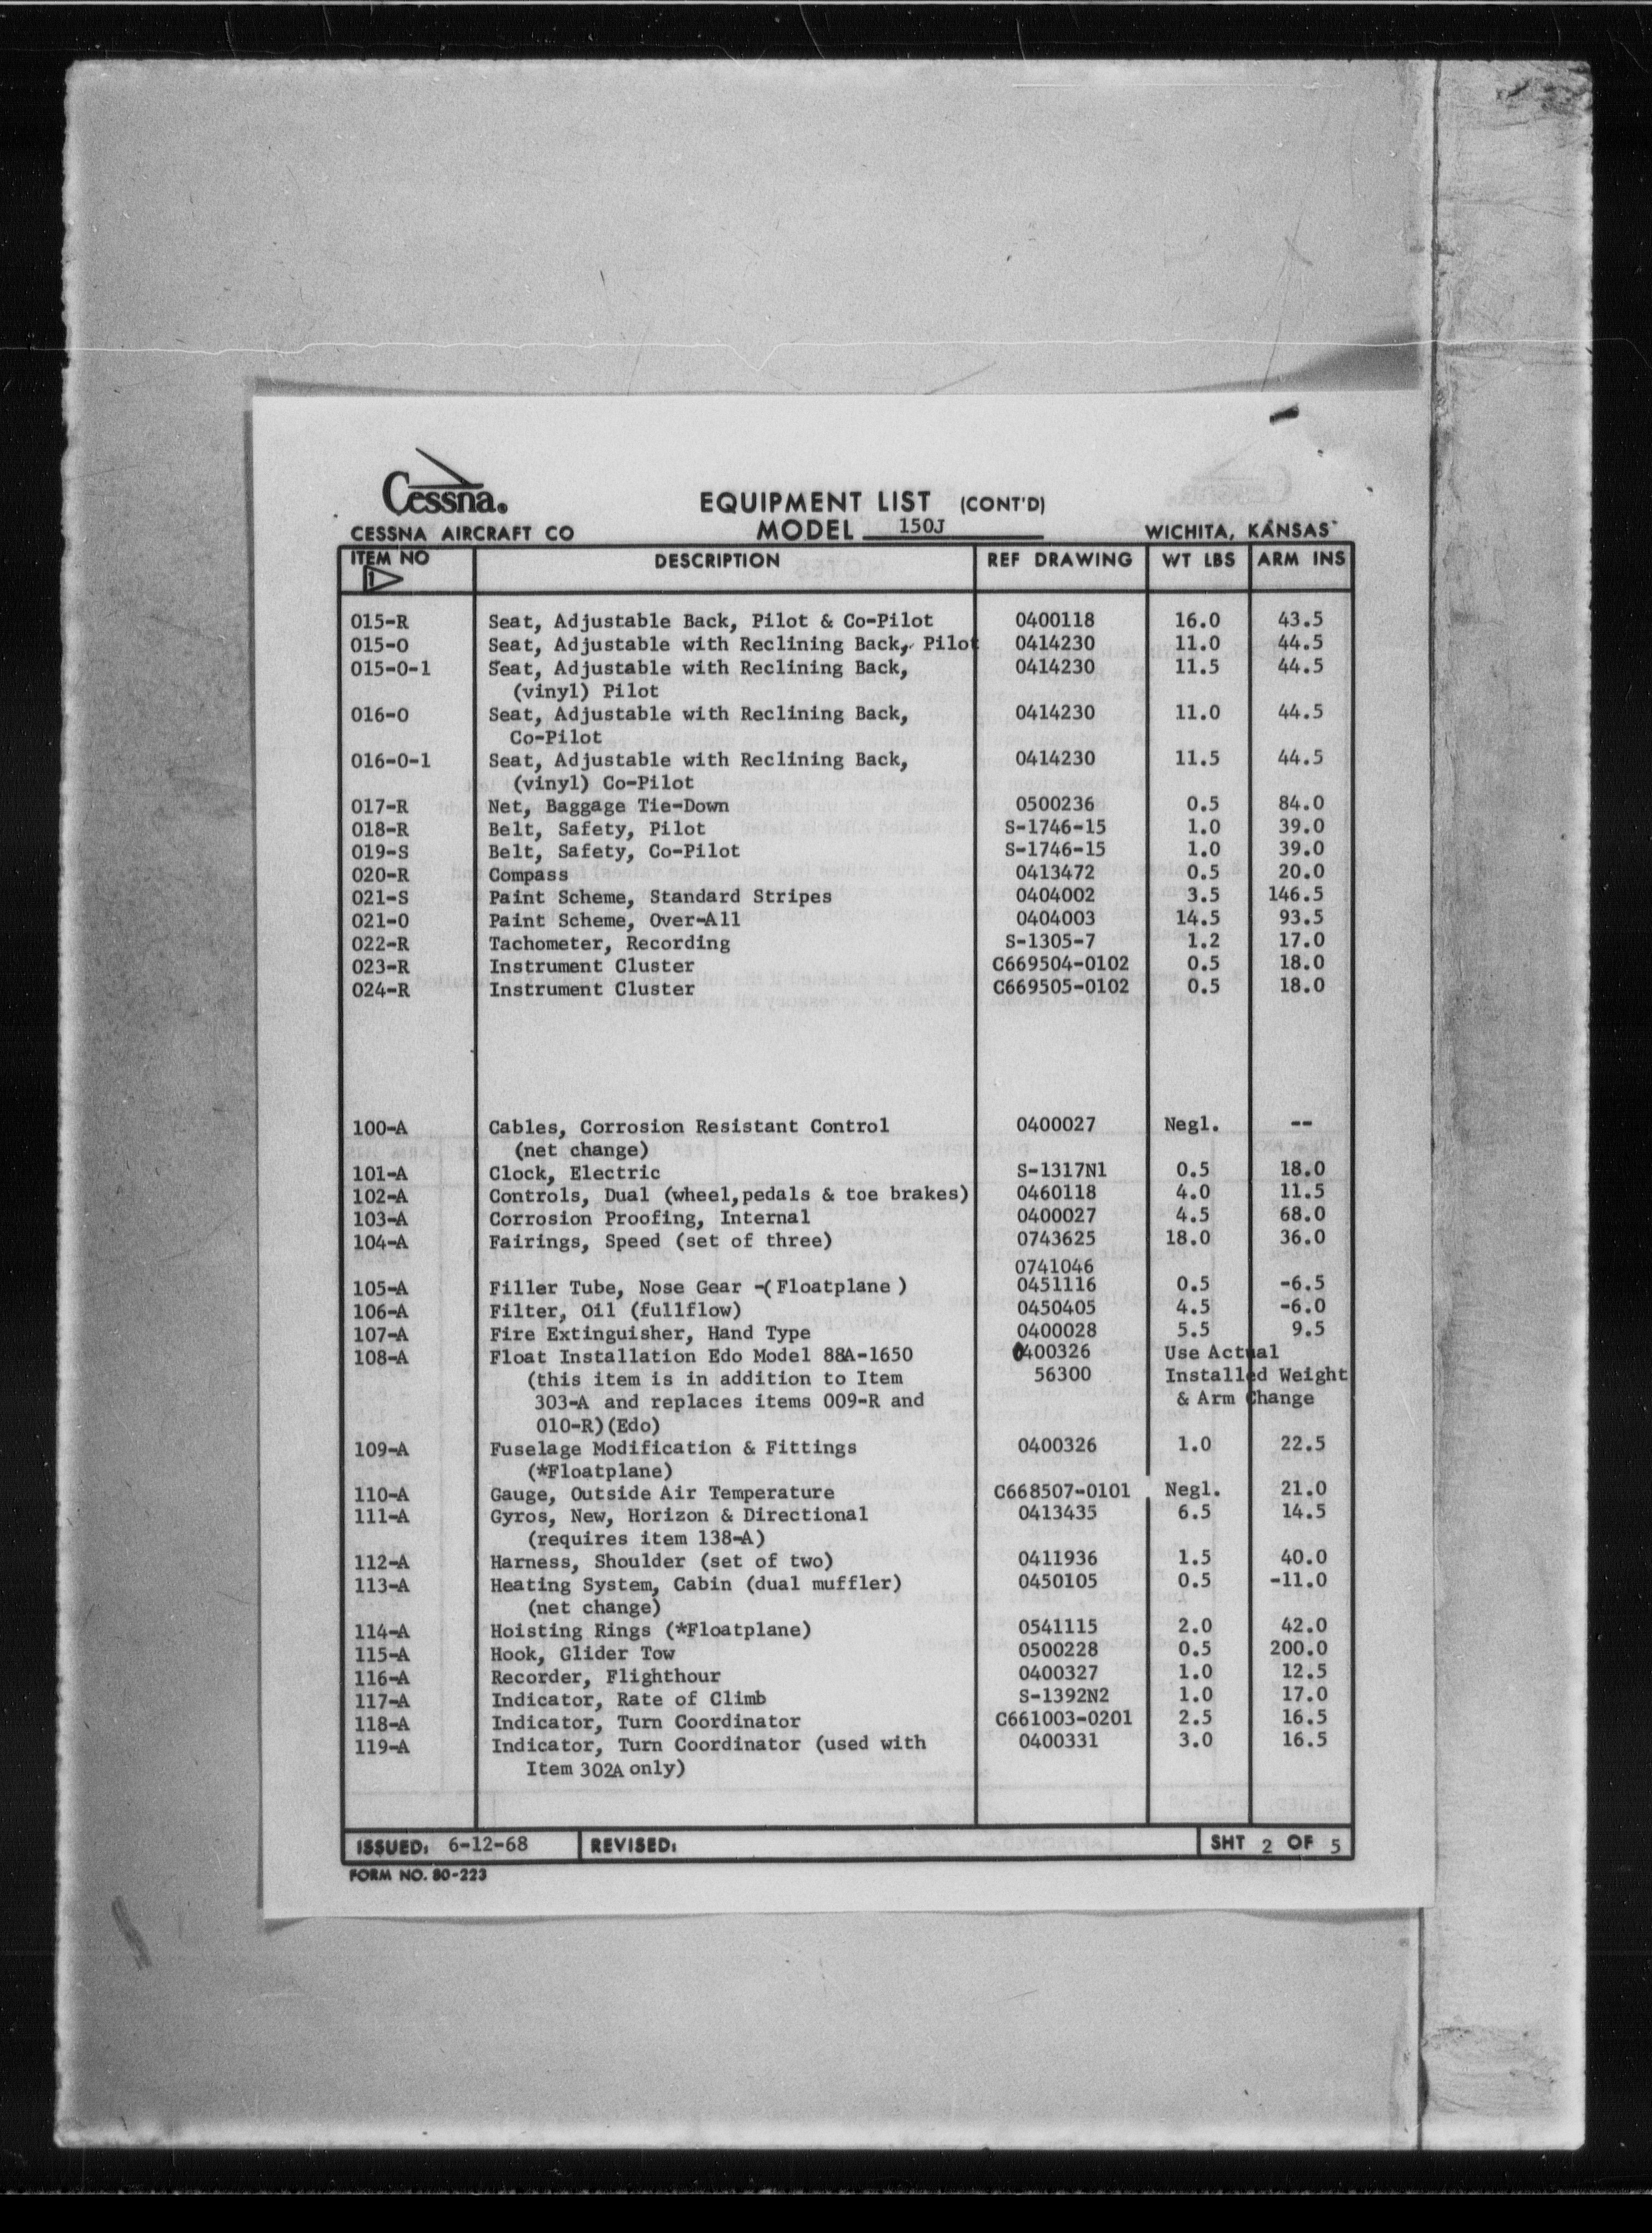 Cessna.
EQUIPMENT LIST (CONT'D)
CESSNA AIRCRAFT CO MODEL 150J WICHITA, KANSAS
ITEM NO DESCRIPTION REF DRAWING WT LBS ARM INS
1
015-R Seat, Adjustable Back, Pilot & Co-Pilot 0400118 16.0 43.5
015-O Seat, Adjustable with Reclining Back, Pilot 0414230 11.0 44.5
015-O-1 Seat, Adjustable with Reclining Back, 0414230 11.5 44.5
(vinyl) Pilot
016-O Seat, Adjustable with Reclining Back, 0414230 11.0 44.5
Co-Pilot
016-O-1 Seat, Adjustable with Reclining Back, 0414230 11.5 44.5
(vinyl) Co-Pilot
017-R Net, Baggage Tie-Down 0500236 0.5 84.0
018-R Belt, Safety, Pilot S-1746-15 1.0 39.0
019-S Belt, Safety, Co-Pilot S-1746-15 1.0 39.0
020-R Compass 0413472 0.5 20.0
021-S Paint Scheme, Standard Stripes 0404002 3.5 146.5
021-O Paint Scheme, Over-All 0404003 14.5 93.5
022-R Tachometer, Recording S-1305-7 1.2 17.0
023-R Instrument Cluster C669504-0102 0.5 18.0
024-R Instrument Cluster C669505-0102 0.5 18.0
100-A Cables, Corrosion Resistant Control 0400027 Negl. --
(net change)
101-A Clock, Electric S-1317N1 0.5 18.0
102-A Controls, Dual (wheel,pedals & toe brakes) 0460118 4.0 11.5
103-A Corrosion Proofing, Internal 0400027 4.5 68.0
104-A Fairings, Speed (set of three) 0743625 18.0 36.0
0741046
105-A Filler Tube, Nose Gear -(Floatplane) 0451116 0.5 -6.5
106-A Filter, Oil (fullflow) 0450405 4.5 -6.0
107-A Fire Extinguisher, Hand Type 0400028 5.5 9.5
108-A Float Installation Edo Model 88A-1650 0400326 Use Actual
(this item is in addition to Item 56300 Installed Weight
303-A and replaces items 009-R and & Arm Change
010-R)(Edo)
109-A Fuselage Modification & Fittings 0400326 1.0 22.5
(*Floatplane)
110-A Gauge, Outside Air Temperature C668507-0101 Negl. 21.0
111-A Gyros, New, Horizon & Directional 0413435 6.5 14.5
(requires item 138-A)
112-A Harness, Shoulder (set of two) 0411936 1.5 40.0
113-A Heating System, Cabin (dual muffler) 0450105 0.5 -11.0
(net change)
114-A Hoisting Rings (*Floatplane) 0541115 2.0 42.0
115-A Hook, Glider Tow 0500228 0.5 200.0
116-A Recorder, Flighthour 0400327 1.0 12.5
117-A Indicator, Rate of Climb S-1392N2 1.0 17.0
118-A Indicator, Turn Coordinator C661003-0201 2.5 16.5
119-A Indicator, Turn Coordinator (used with 0400331 3.0 16.5
Item 302A only)
ISSUED: 6-12-68 REVISED: SHT 2 OF 5
FORM NO. 80-223